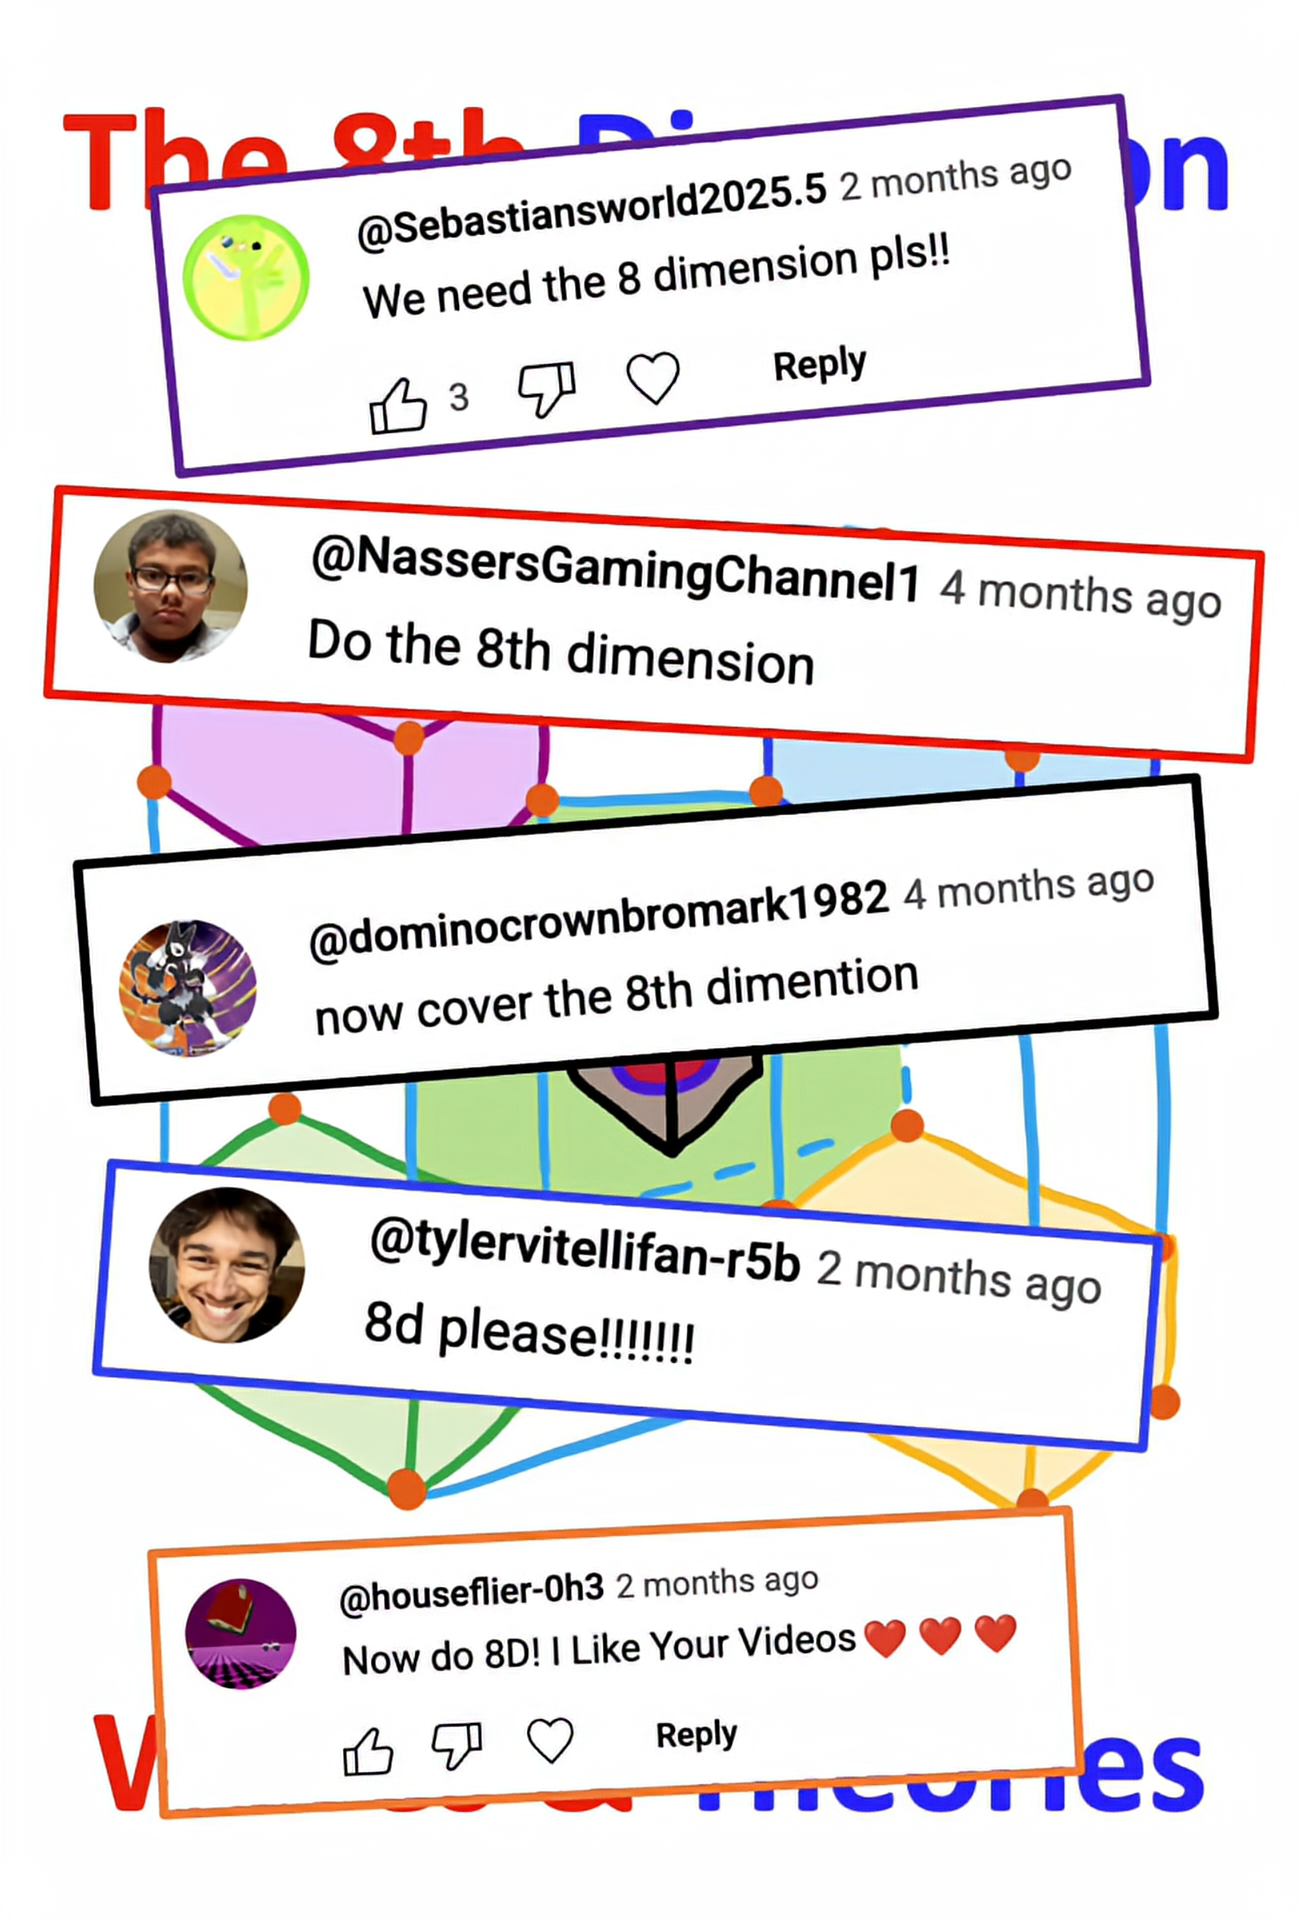 The 8th
@Sebastiansworld2025.5 2 months ago
We need the 8 dimension pls!!
3
Reply
@NassersGamingChannel1 4 months ago
Do the 8th dimension
@dominocrownbromark1982 4 months ago
now cover the 8th dimention
@tylervitellifan-r5b 2 months ago
8d please!!!!!!!
@houseflier-0h3 2 months ago
Now do 8D! I Like Your Videos❤️❤️❤️
Reply
& Theories